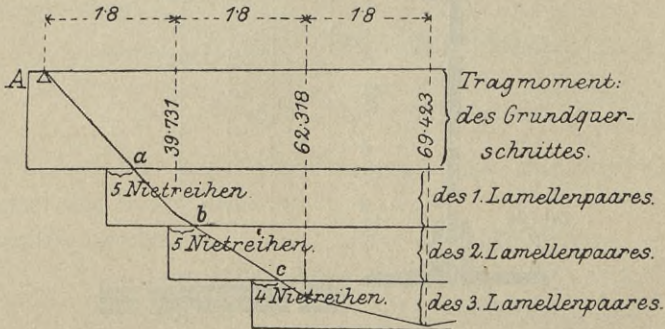 1·8 1·8 1·8
A
39·731
62·318
69·423
Tragmoment:
des Grundquer-
schnittes.
a
5 Nietreihen.
des 1. Lamellenpaares.
b
5 Nietreihen.
des 2. Lamellenpaares.
c
4 Nietreihen.
des 3. Lamellenpaares.